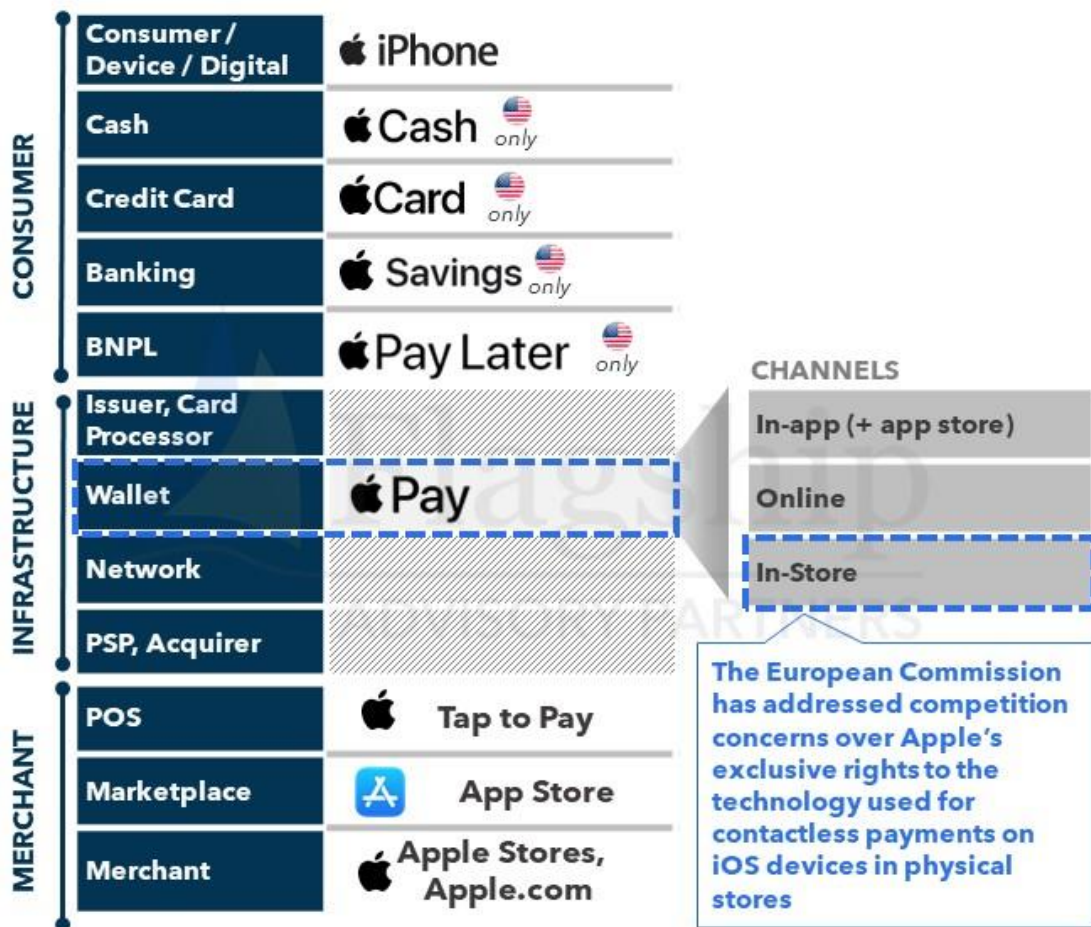 CONSUMER
Consumer /
Device / Digital
iPhone
Cash
Cash
only
Credit Card
Card
only
Banking
Savings
only
BNPL
Pay Later
only
INFRASTRUCTURE
Issuer, Card
Processor
Wallet
Pay
Network
PSP, Acquirer
CHANNELS
In-app (+ app store)
Online
In-Store
The European Commission
has addressed competition
concerns over Apple's
exclusive rights to the
technology used for
contactless payments on
iOS devices in physical
stores
MERCHANT
POS
Tap to Pay
Marketplace
App Store
Merchant
Apple Stores,
Apple.com
Flagship
ADVISORY PARTNERS